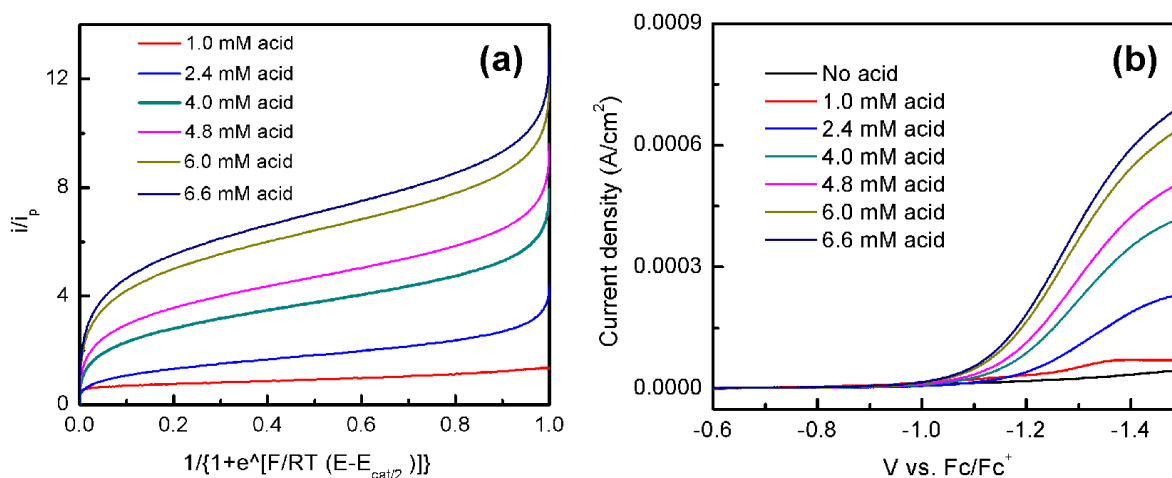 (a)
1.0 mM acid
2.4 mM acid
4.0 mM acid
4.8 mM acid
6.0 mM acid
6.6 mM acid
i/i_p
12
8
4
0
0.0 0.2 0.4 0.6 0.8 1.0
1/{1+e^[F/RT (E-E_cat/2)]}
(b)
No acid
1.0 mM acid
2.4 mM acid
4.0 mM acid
4.8 mM acid
6.0 mM acid
6.6 mM acid
Current density (A/cm²)
0.0009
0.0006
0.0003
0.0000
-0.6 -0.8 -1.0 -1.2 -1.4
V vs. Fc/Fc⁺